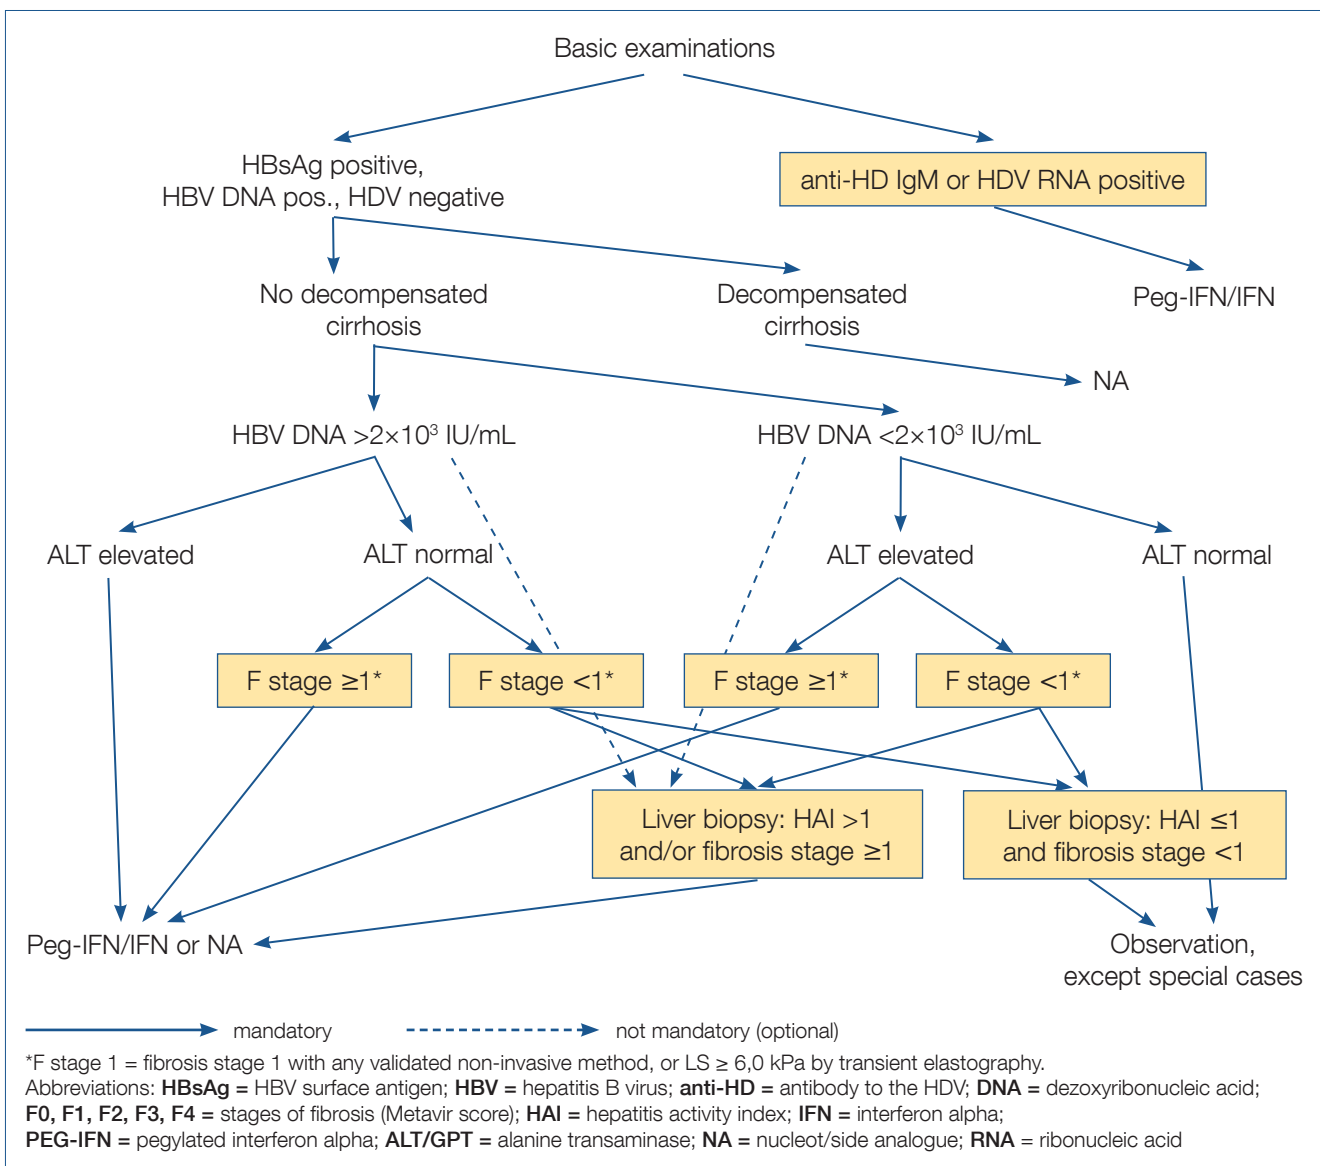 Basic examinations
HBsAg positive,
HBV DNA pos., HDV negative
anti-HD IgM or HDV RNA positive
No decompensated
cirrhosis
Decompensated
cirrhosis
Peg-IFN/IFN
NA
HBV DNA >2×10³ IU/mL
HBV DNA <2×10³ IU/mL
ALT elevated
ALT normal
ALT elevated
ALT normal
F stage ≥1*
F stage <1*
F stage ≥1*
F stage <1*
Liver biopsy: HAI >1
and/or fibrosis stage ≥1
Liver biopsy: HAI ≤1
and fibrosis stage <1
Peg-IFN/IFN or NA
Observation,
except special cases
mandatory
not mandatory (optional)
*F stage 1 = fibrosis stage 1 with any validated non-invasive method, or LS ≥ 6,0 kPa by transient elastography.
Abbreviations: HBsAg = HBV surface antigen; HBV = hepatitis B virus; anti-HD = antibody to the HDV; DNA = dezoxyribonucleic acid;
F0, F1, F2, F3, F4 = stages of fibrosis (Metavir score); HAI = hepatitis activity index; IFN = interferon alpha;
PEG-IFN = pegylated interferon alpha; ALT/GPT = alanine transaminase; NA = nucleot/side analogue; RNA = ribonucleic acid